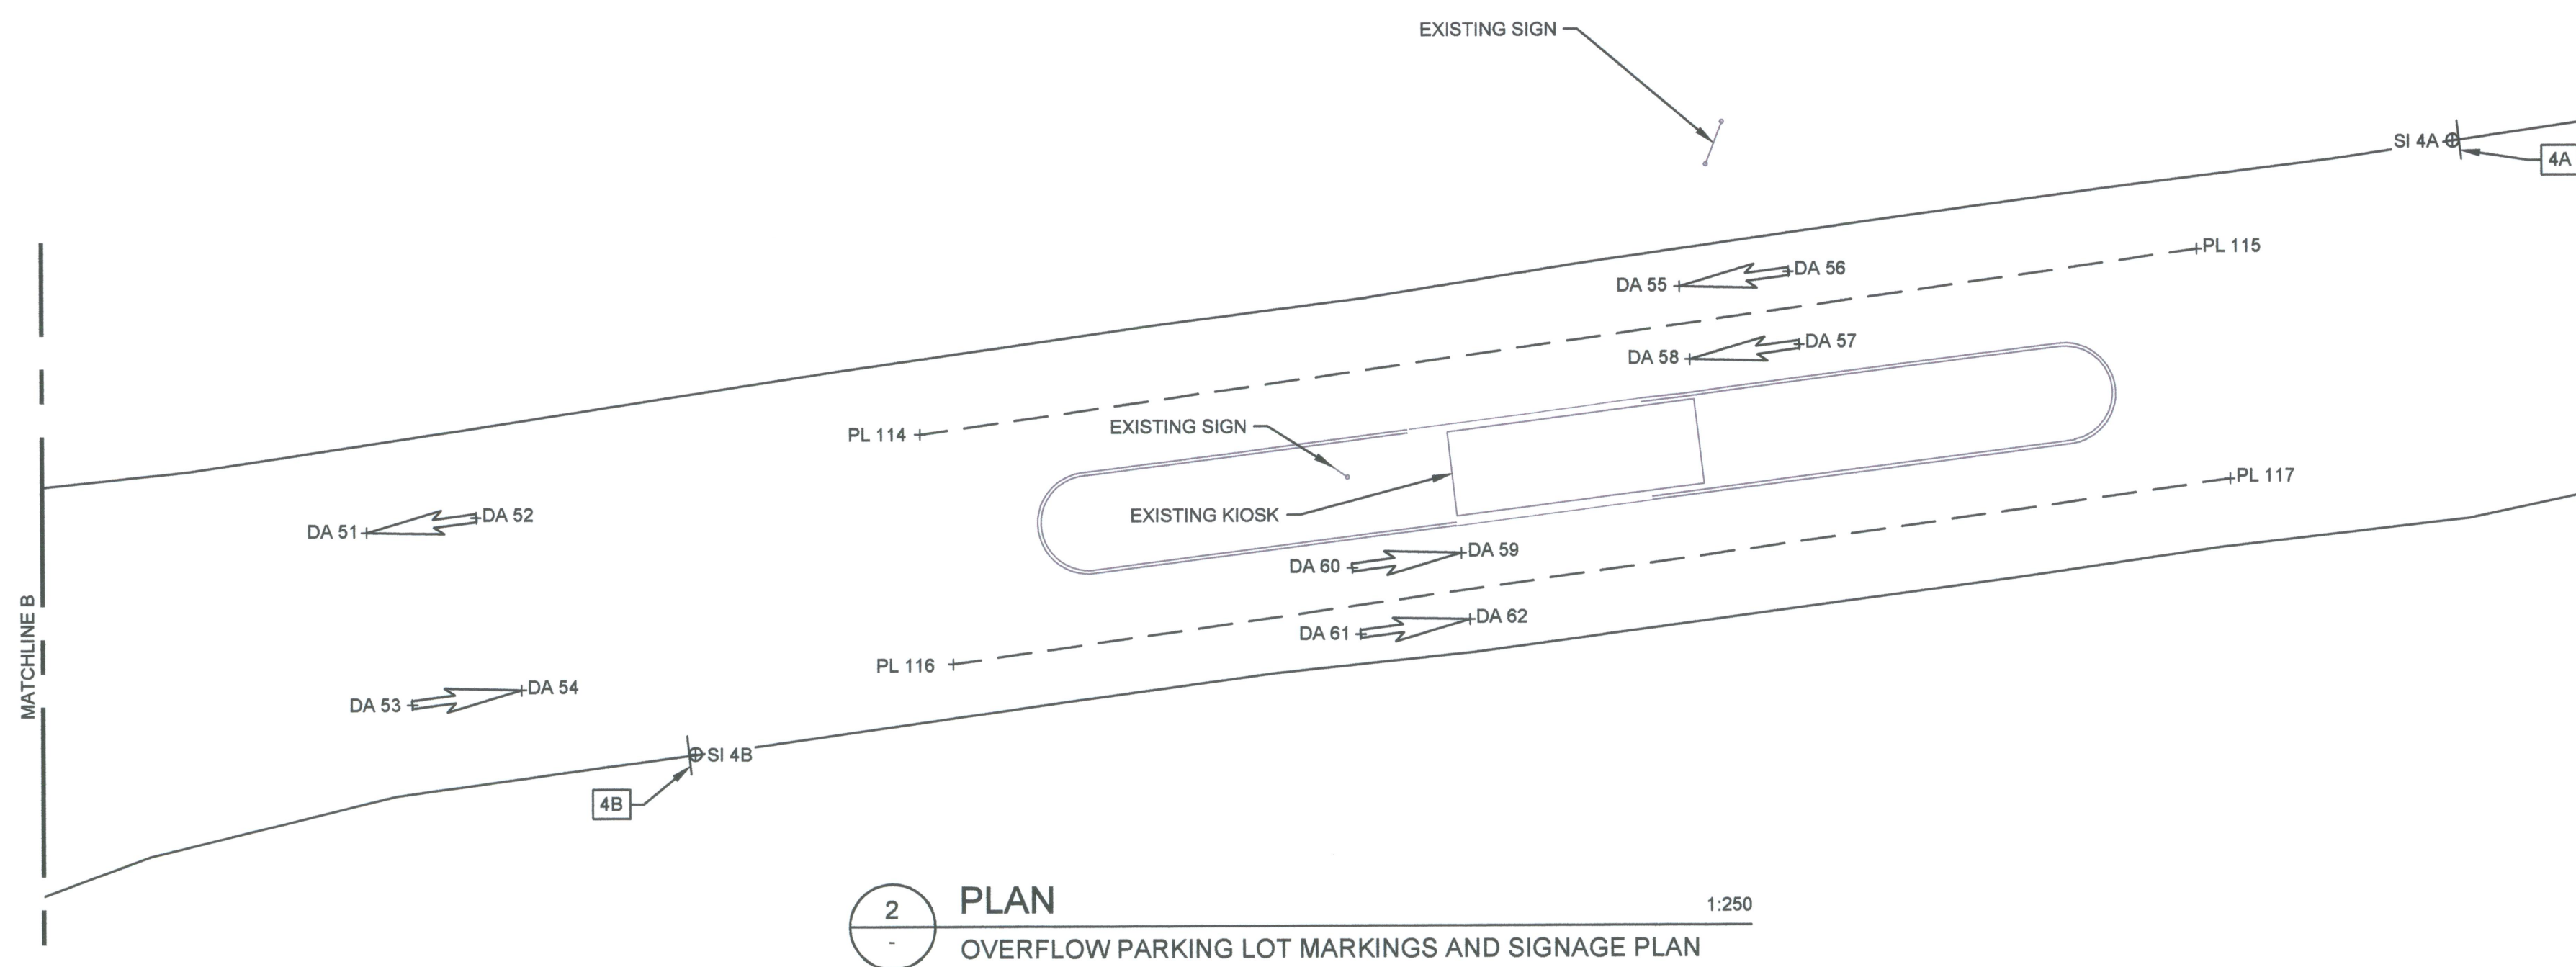 EXISTING SIGN
SI 4A
4A
PL 115
DA 56
DA 55
DA 57
DA 58
PL 114
EXISTING SIGN
PL 117
EXISTING KIOSK
DA 52
DA 51
DA 59
DA 60
DA 62
DA 61
MATCHLINE B
PL 116
DA 54
DA 53
SI 4B
4B
2
-
PLAN
1:250
OVERFLOW PARKING LOT MARKINGS AND SIGNAGE PLAN